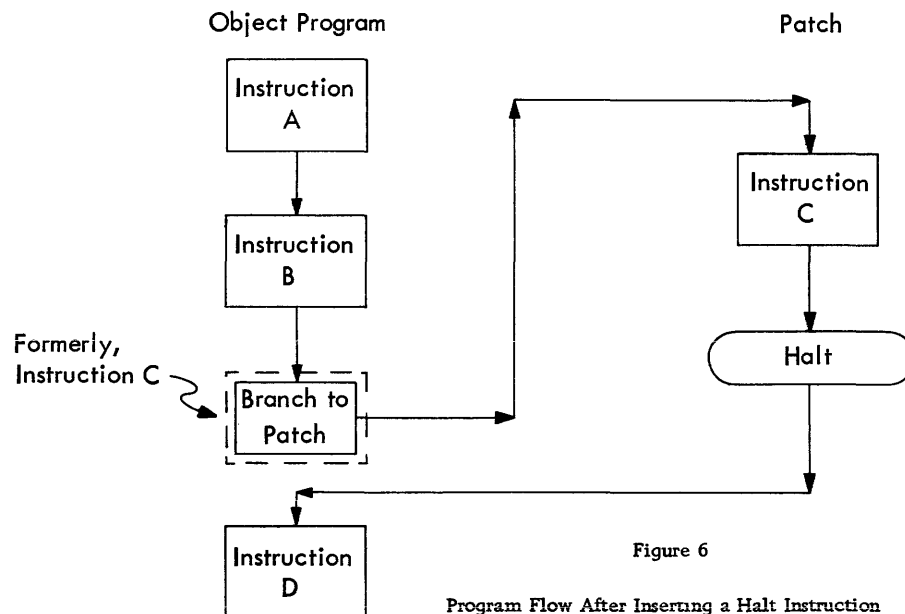 Object Program
Patch
Instruction
A
Instruction
B
Formerly,
Instruction C
Branch to
Patch
Instruction
C
Halt
Instruction
D
Figure 6
Program Flow After Inserting a Halt Instruction